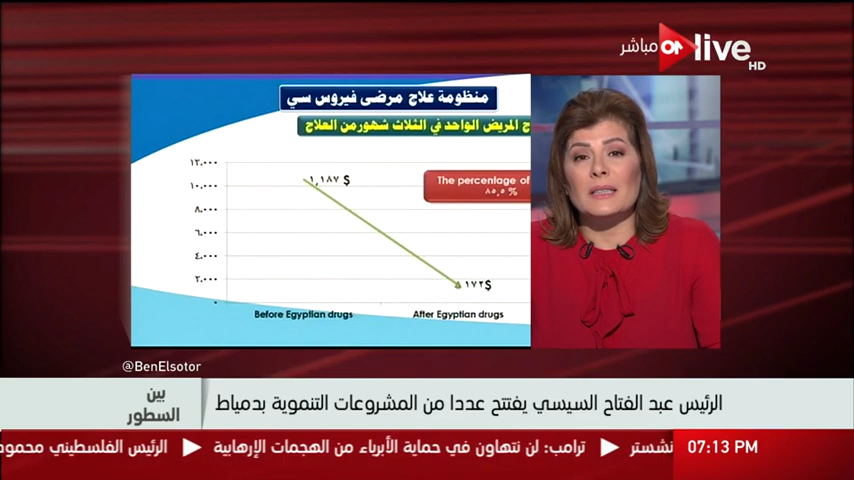 مباشر ON live
HD
منظومة علاج مرضى فيروس سي
ج المريض الواحد في الثلاث شهور من العلاج
١٢،٠٠٠
١٠،٠٠٠
٨،٠٠٠
٦،٠٠٠
٤،٠٠٠
٢،٠٠٠
٠
١,١٨٧ $
The percentage of
٨٥,٥ %
١٧٢$
Before Egyptian drugs
After Egyptian drugs
@BenElsotor
بين
السطور
الرئيس عبد الفتاح السيسي يفتتح عددا من المشروعات التنموية بدمياط
07:13 PM
نشستر ◀ ترامب: لن نتهاون في حماية الأبرياء من الهجمات الإرهابية ◀ الرئيس الفلسطيني محمو